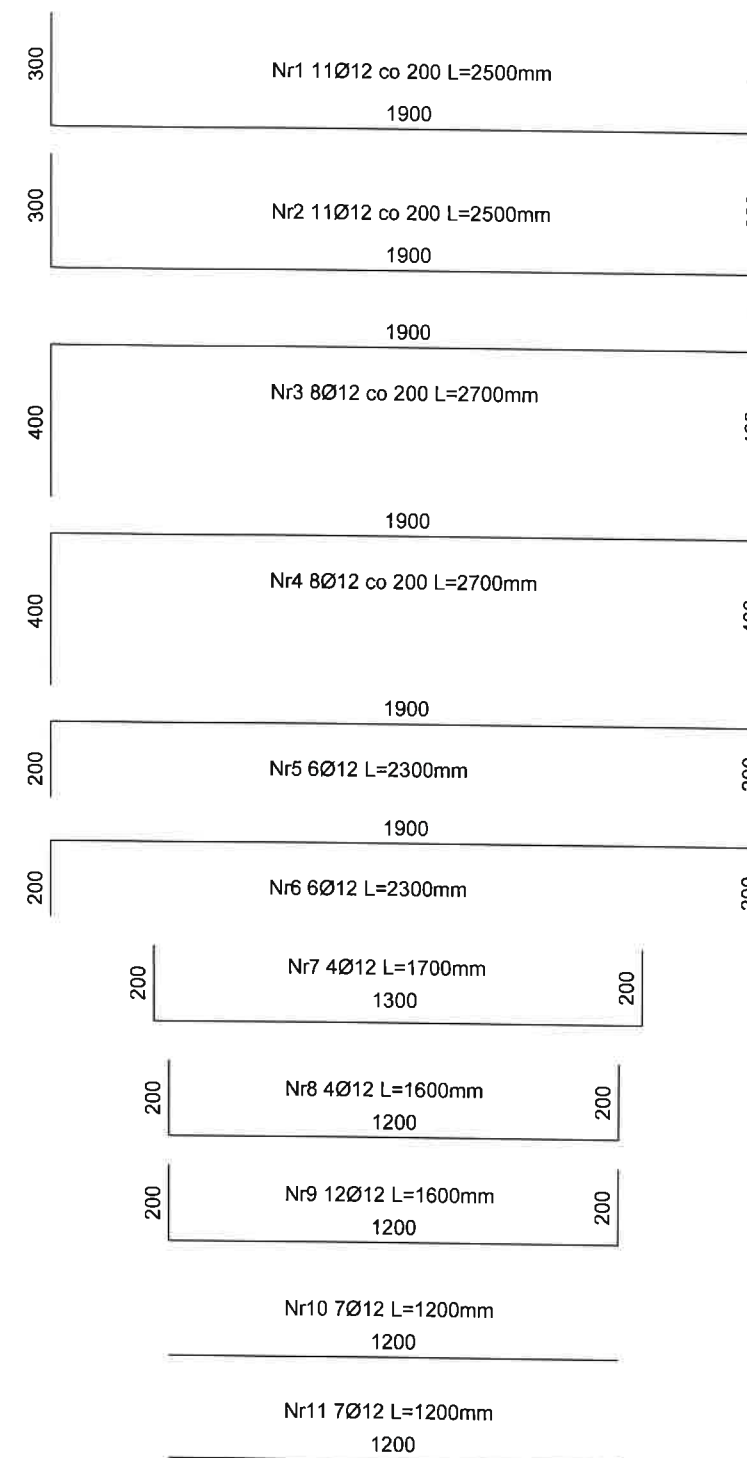 300
Nr1 11Ø12 co 200 L=2500mm
1900
300
Nr2 11Ø12 co 200 L=2500mm
1900
1900
400
Nr3 8Ø12 co 200 L=2700mm
1900
400
Nr4 8Ø12 co 200 L=2700mm
1900
200
Nr5 6Ø12 L=2300mm
1900
200
Nr6 6Ø12 L=2300mm
200
Nr7 4Ø12 L=1700mm
200
1300
200
Nr8 4Ø12 L=1600mm
200
1200
200
Nr9 12Ø12 L=1600mm
200
1200
Nr10 7Ø12 L=1200mm
1200
Nr11 7Ø12 L=1200mm
1200